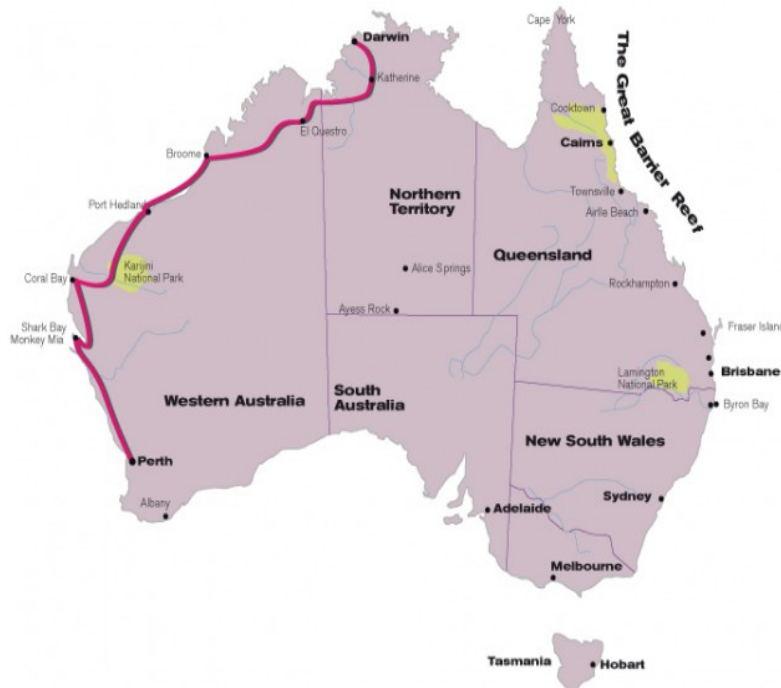 Cape York
Darwin
The Great Barrier Reef
Katherine
Cooktown
El Questro
Cairns
Broome
Northern
Territory
Townsville
Airlie Beach
Port Hedland
Queensland
Karijini
National Park
Alice Springs
Coral Bay
Rockhampton
Ayess Rock
Shark Bay
Monkey Mia
Fraser Island
Lamington
National Park
Brisbane
Western Australia
South
Australia
Byron Bay
New South Wales
Perth
Albany
Sydney
Adelaide
Melbourne
Tasmania
Hobart